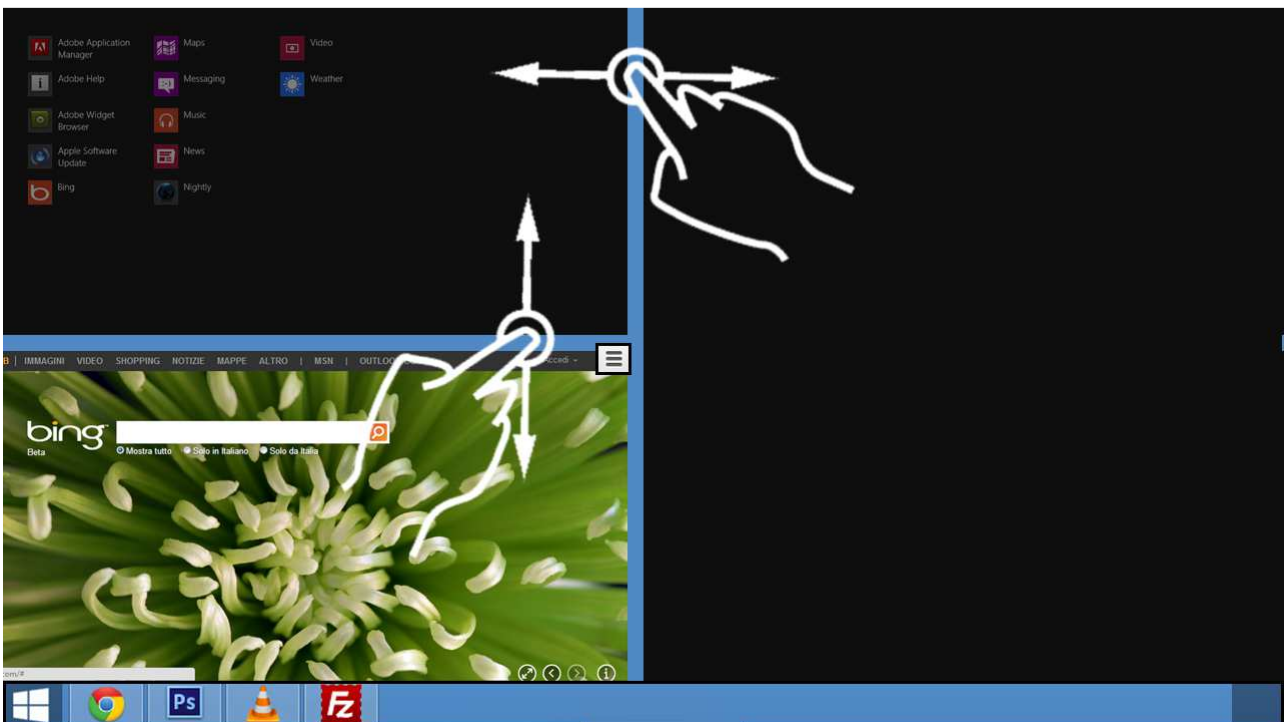 Adobe Application Manager
Maps
Video
Adobe Help
Messaging
Weather
Adobe Widget Browser
Music
Apple Software Update
News
Bing
Nightly
B | IMMAGINI VIDEO SHOPPING NOTIZIE MAPPE ALTRO | MSN | OUTLOO Accedi
bing
Beta
Mostra tutto Solo in Italiano Solo da Italia
.com/#
Ps
Fz